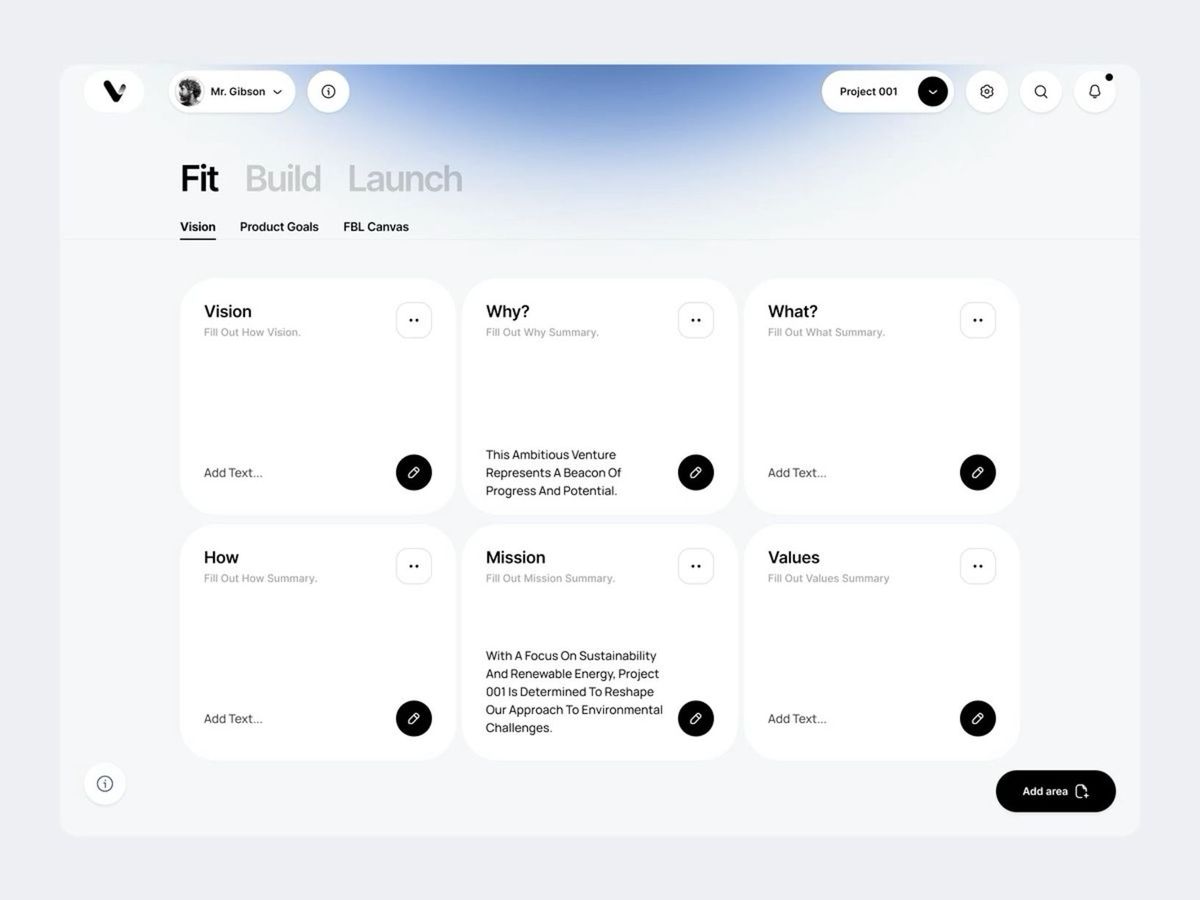 Mr. Gibson
Project 001
Fit Build Launch
Vision Product Goals FBL Canvas
Vision
Fill Out How Vision.
Add Text...
Why?
Fill Out Why Summary.
This Ambitious Venture
Represents A Beacon Of
Progress And Potential.
What?
Fill Out What Summary.
Add Text...
How
Fill Out How Summary.
Add Text...
Mission
Fill Out Mission Summary.
With A Focus On Sustainability
And Renewable Energy, Project
001 Is Determined To Reshape
Our Approach To Environmental
Challenges.
Values
Fill Out Values Summary
Add Text...
Add area